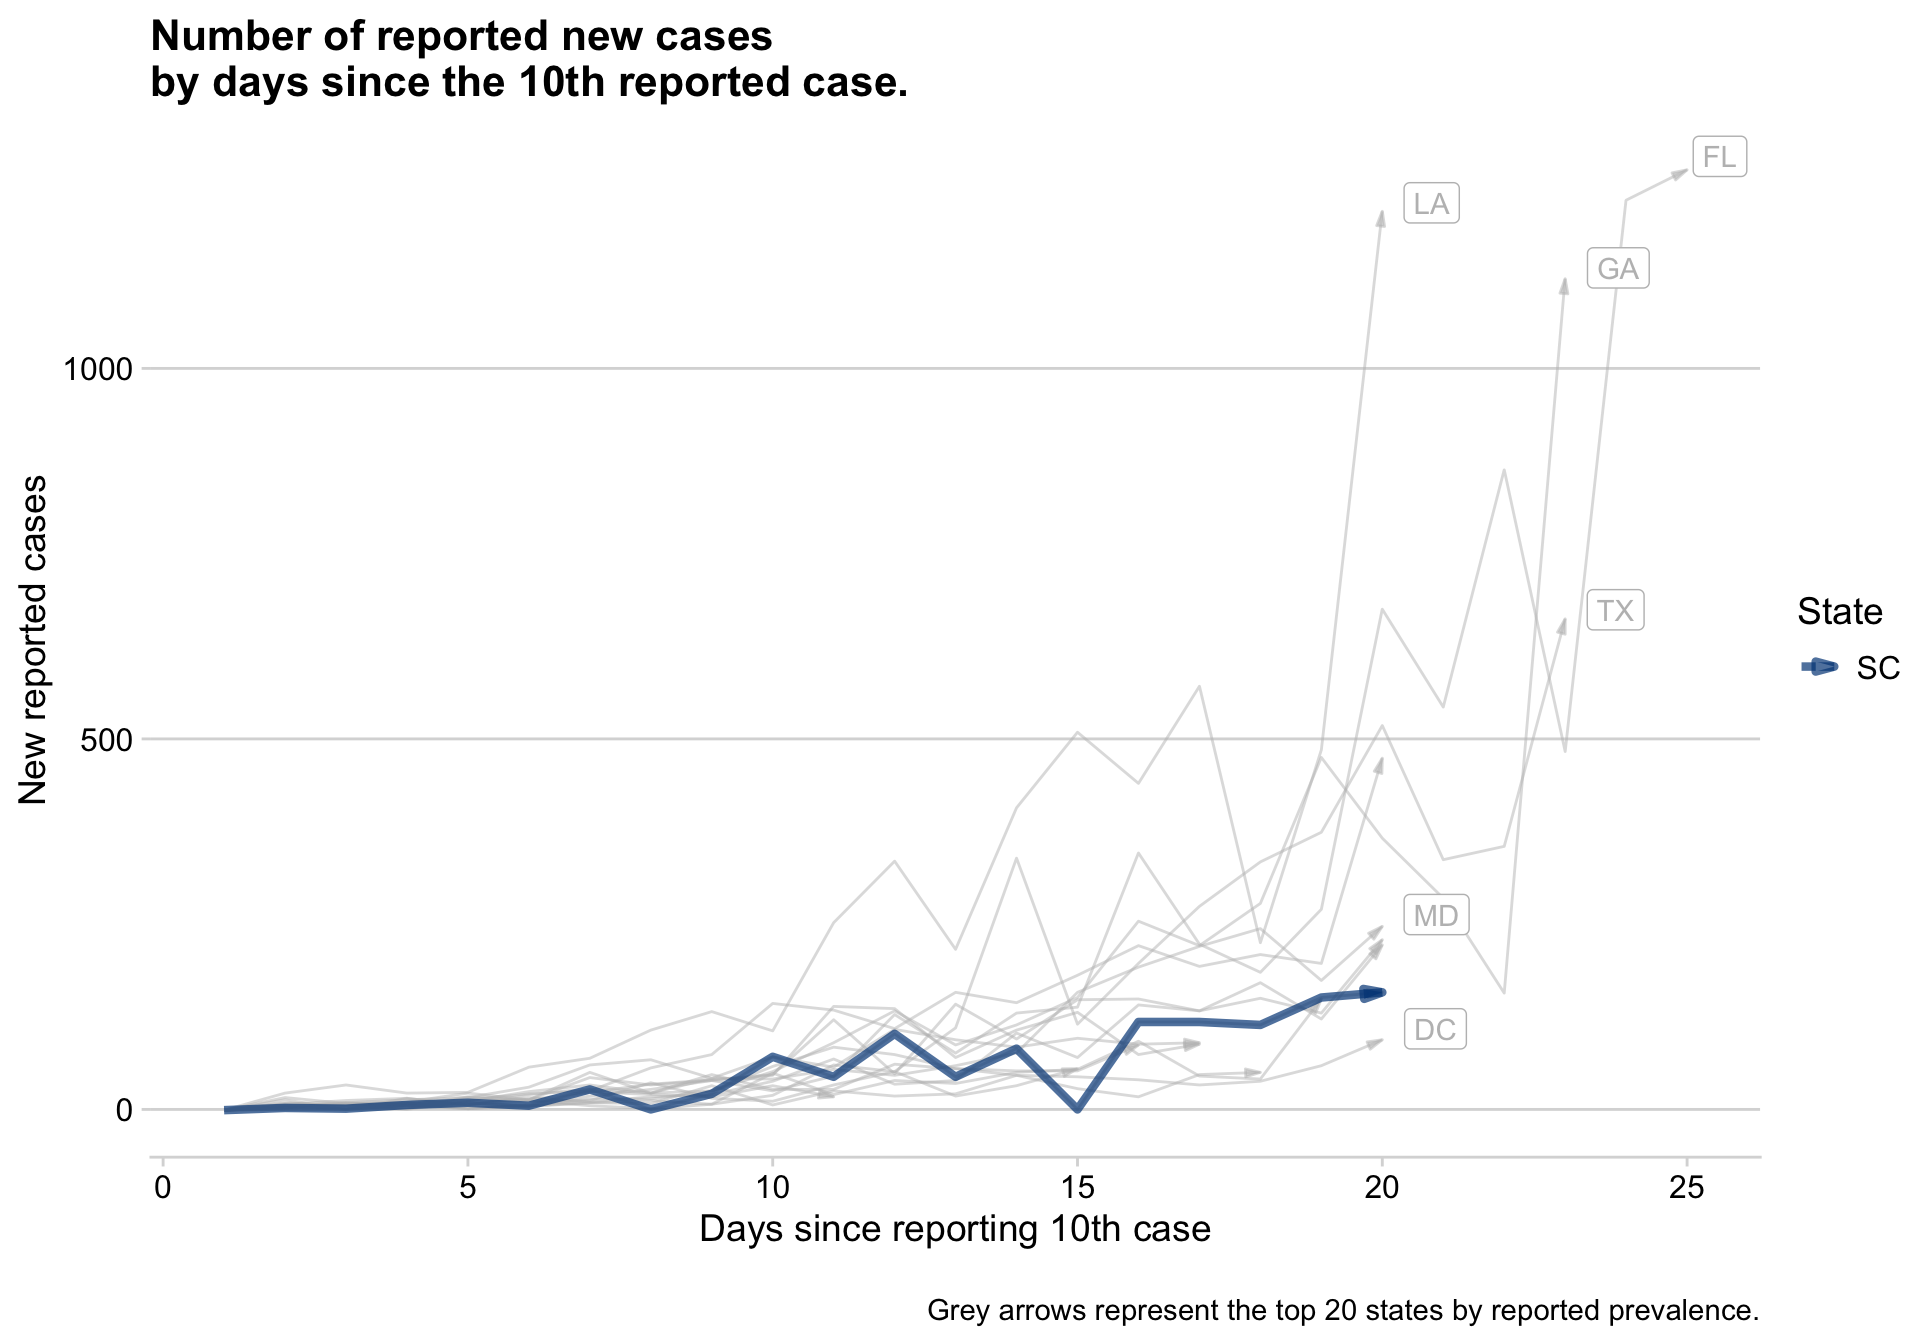 Number of reported new cases
by days since the 10th reported case.
FL
LA
GA
1000
New reported cases
TX
State
SC
500
MD
DC
0
0 5 10 15 20 25
Days since reporting 10th case
Grey arrows represent the top 20 states by reported prevalence.